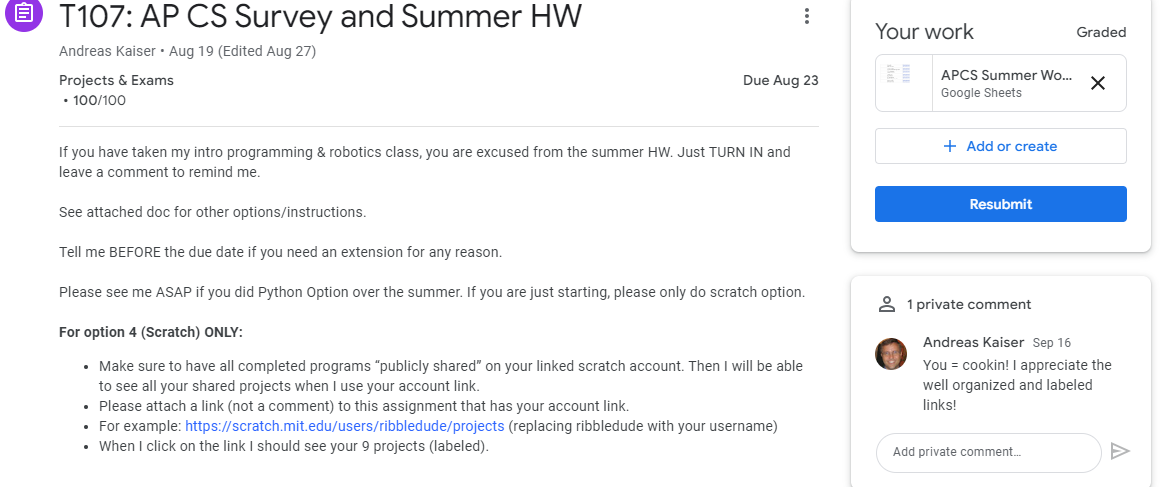 T107: AP CS Survey and Summer HW
Andreas Kaiser • Aug 19 (Edited Aug 27)
Projects & Exams
Due Aug 23
• 100/100
If you have taken my intro programming & robotics class, you are excused from the summer HW. Just TURN IN and
leave a comment to remind me.
See attached doc for other options/instructions.
Tell me BEFORE the due date if you need an extension for any reason.
Please see me ASAP if you did Python Option over the summer. If you are just starting, please only do scratch option.
For option 4 (Scratch) ONLY:
• Make sure to have all completed programs “publicly shared” on your linked scratch account. Then I will be able
to see all your shared projects when I use your account link.
• Please attach a link (not a comment) to this assignment that has your account link.
• For example: https://scratch.mit.edu/users/ribbledude/projects (replacing ribbledude with your username)
• When I click on the link I should see your 9 projects (labeled).
Your work
Graded
APCS Summer Wo...
Google Sheets
+ Add or create
Resubmit
1 private comment
Andreas Kaiser Sep 16
You = cookin! I appreciate the
well organized and labeled
links!
Add private comment...